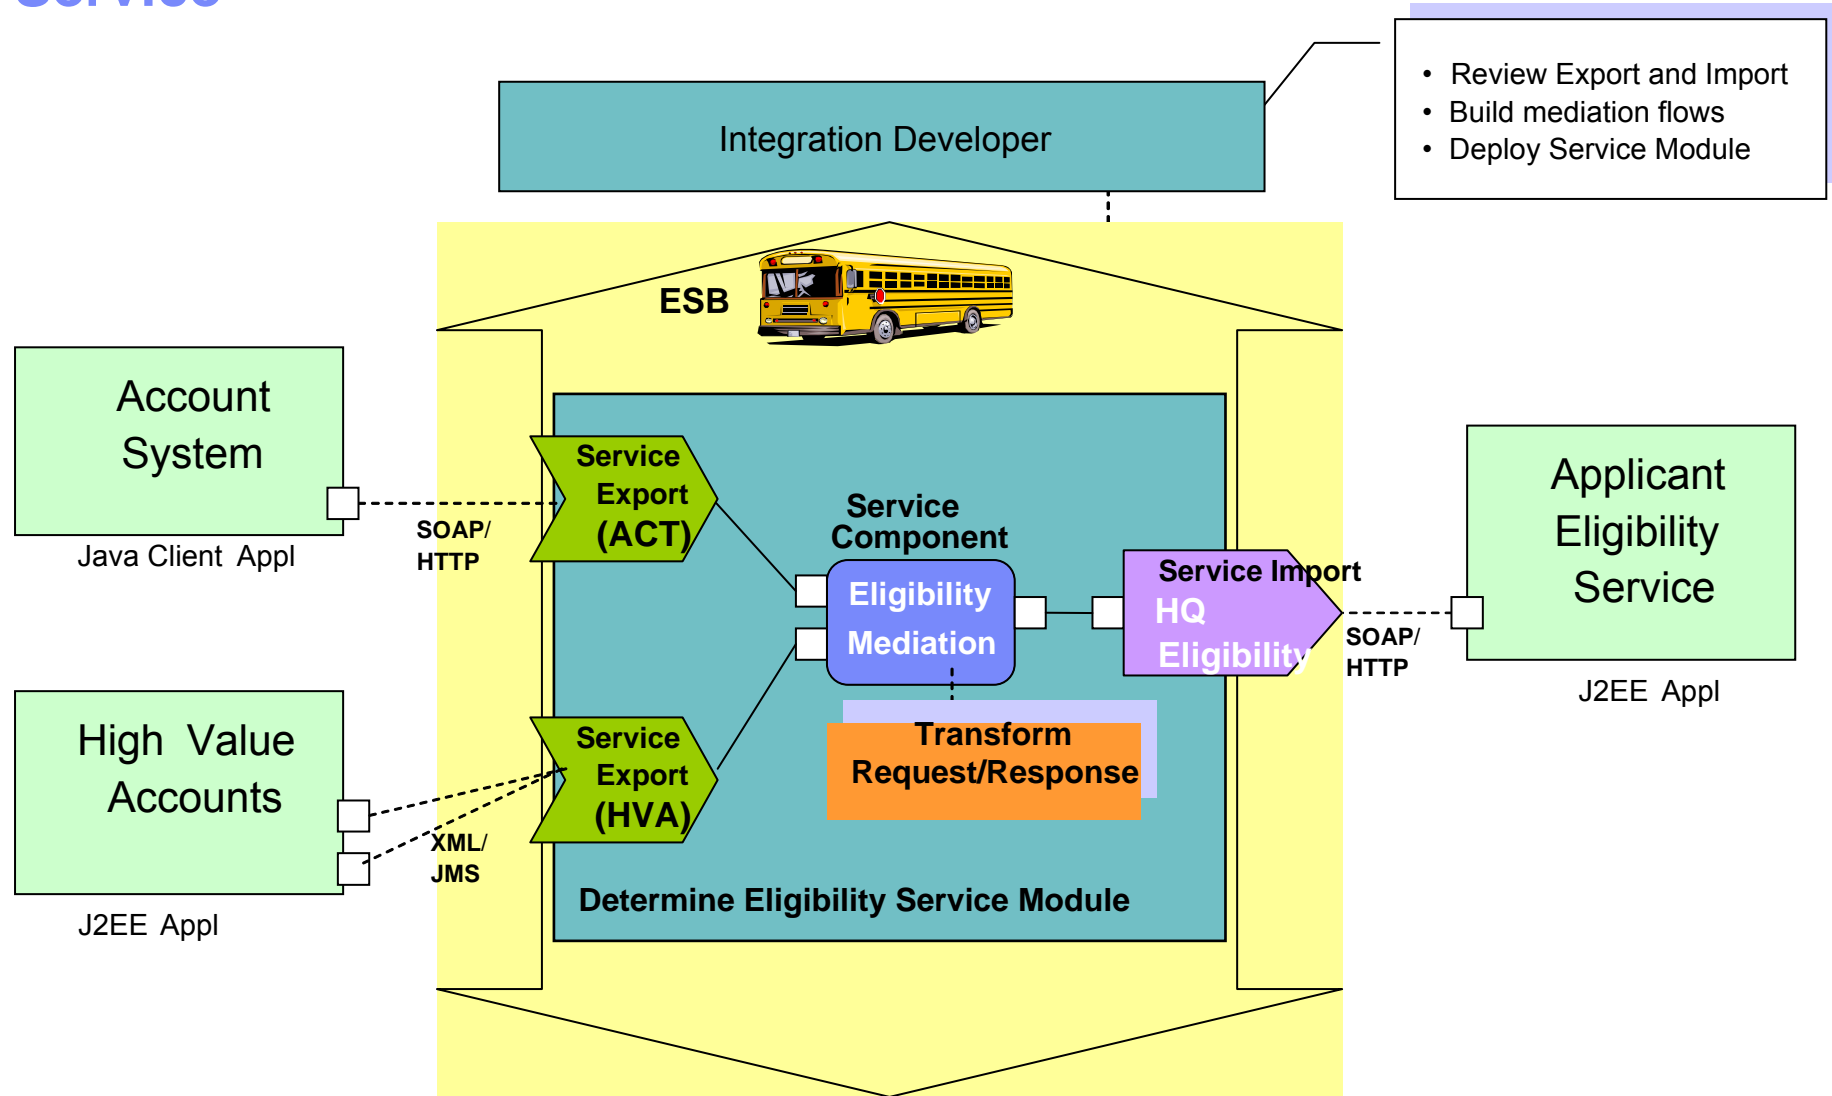 Service
• Review Export and Import
• Build mediation flows
• Deploy Service Module
Integration Developer
ESB
Account
System
Java Client Appl
SOAP/
HTTP
High Value
Accounts
J2EE Appl
XML/
JMS
Service
Export
(ACT)
Service
Export
(HVA)
Service
Component
Eligibility
Mediation
Transform
Request/Response
Determine Eligibility Service Module
Service Import
HQ
Eligibility
SOAP/
HTTP
Applicant
Eligibility
Service
J2EE Appl